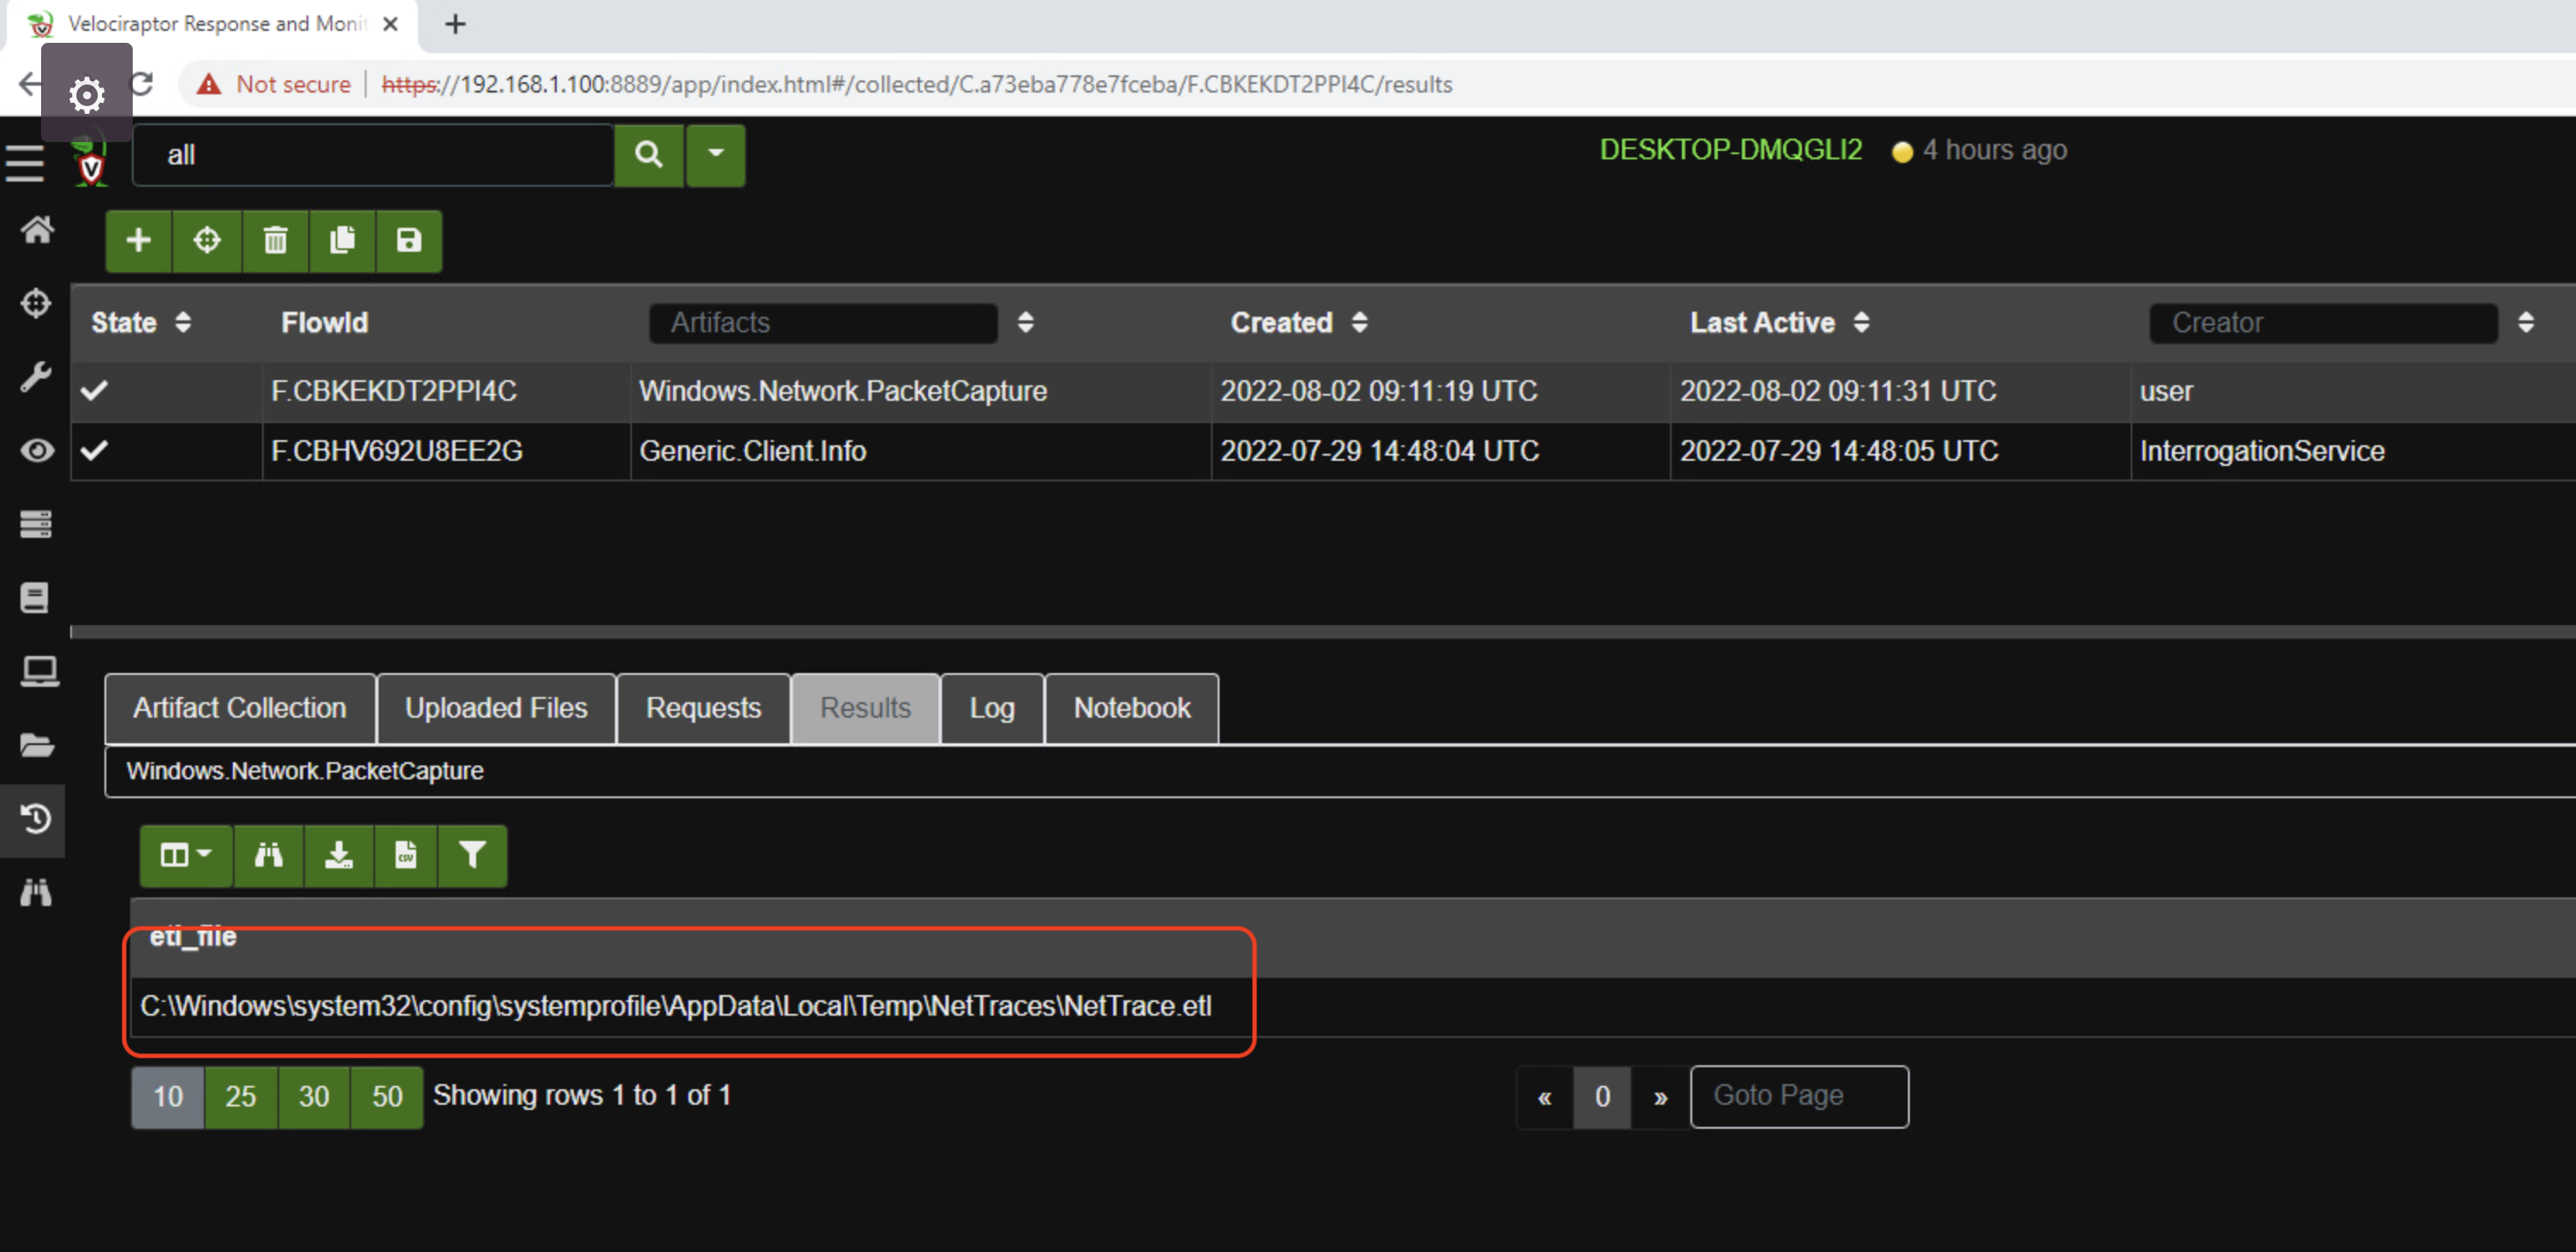 Velociraptor Response and Moni
Not secure | https://192.168.1.100:8889/app/index.html#/collected/C.a73eba778e7fceba/F.CBKEKDT2PPI4C/results
all
DESKTOP-DMQGLI2 4 hours ago
State FlowId Artifacts Created Last Active Creator
F.CBKEKDT2PPI4C Windows.Network.PacketCapture 2022-08-02 09:11:19 UTC 2022-08-02 09:11:31 UTC user
F.CBHV692U8EE2G Generic.Client.Info 2022-07-29 14:48:04 UTC 2022-07-29 14:48:05 UTC InterrogationService
Artifact Collection Uploaded Files Requests Results Log Notebook
Windows.Network.PacketCapture
CSV
etl_file
C:\Windows\system32\config\systemprofile\AppData\Local\Temp\NetTraces\NetTrace.etl
10 25 30 50 Showing rows 1 to 1 of 1 « 0 » Goto Page